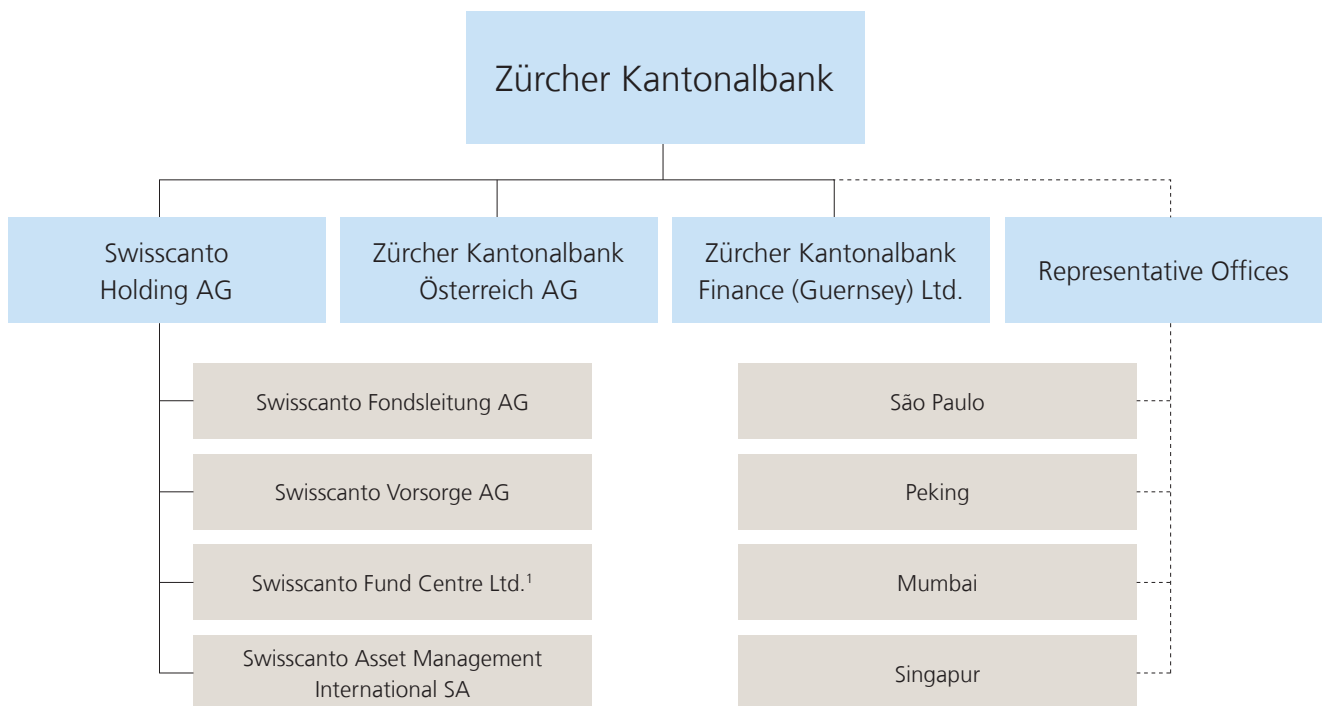 Zürcher Kantonalbank
Swisscanto
Holding AG
Zürcher Kantonalbank
Österreich AG
Zürcher Kantonalbank
Finance (Guernsey) Ltd.
Representative Offices
Swisscanto Fondsleitung AG
Swisscanto Vorsorge AG
Swisscanto Fund Centre Ltd.¹
Swisscanto Asset Management
International SA
São Paulo
Peking
Mumbai
Singapur